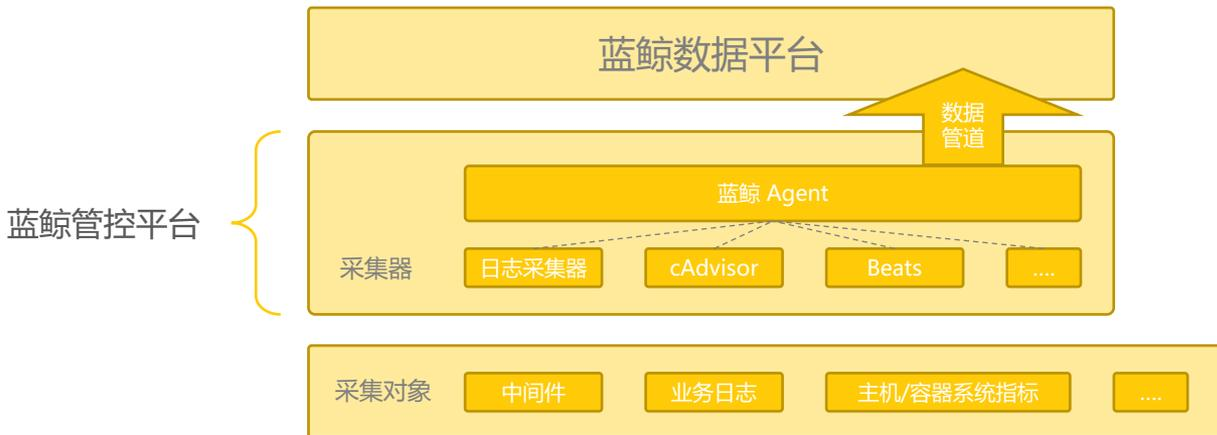 蓝鲸数据平台
数据
管道
蓝鲸管控平台
蓝鲸 Agent
采集器
日志采集器
cAdvisor
Beats
....
采集对象
中间件
业务日志
主机/容器系统指标
....